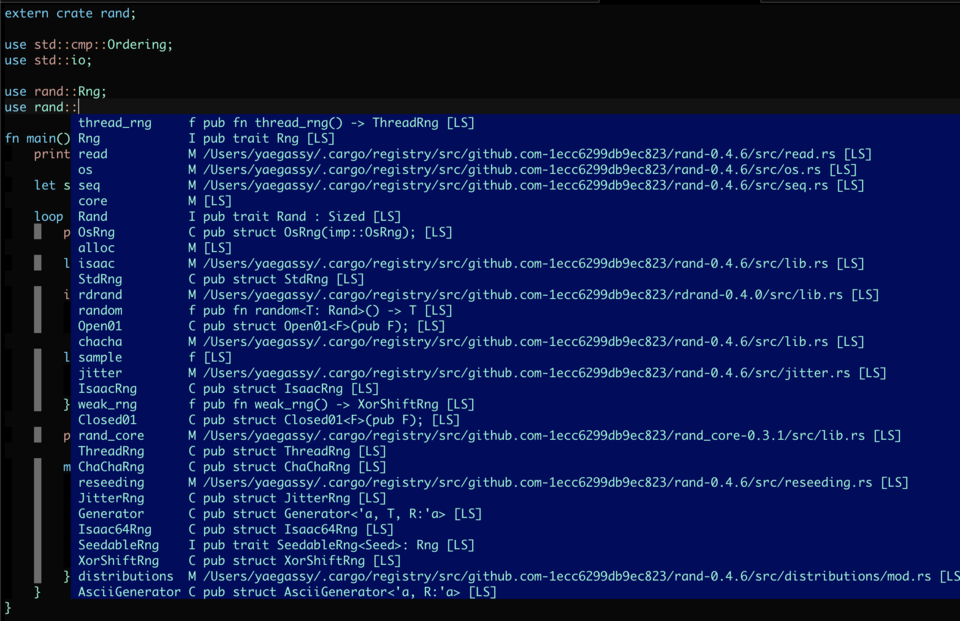 extern crate rand;
use std::cmp::Ordering;
use std::io;
use rand::Rng;
use rand::
thread_rng f pub fn thread_rng() -> ThreadRng [LS]
fn main() Rng I pub trait Rng [LS]
print read M /Users/yaegassy/.cargo/registry/src/github.com-1ecc6299db9ec823/rand-0.4.6/src/read.rs [LS]
os M /Users/yaegassy/.cargo/registry/src/github.com-1ecc6299db9ec823/rand-0.4.6/src/os.rs [LS]
let s seq M /Users/yaegassy/.cargo/registry/src/github.com-1ecc6299db9ec823/rand-0.4.6/src/seq.rs [LS]
core M [LS]
loop Rand I pub trait Rand : Sized [LS]
p OsRng C pub struct OsRng(imp::OsRng); [LS]
alloc M [LS]
l isaac M /Users/yaegassy/.cargo/registry/src/github.com-1ecc6299db9ec823/rand-0.4.6/src/lib.rs [LS]
StdRng C pub struct StdRng [LS]
i rdrand M /Users/yaegassy/.cargo/registry/src/github.com-1ecc6299db9ec823/rdrand-0.4.0/src/lib.rs [LS]
random f pub fn random<T: Rand>() -> T [LS]
Open01 C pub struct Open01<F>(pub F); [LS]
chacha M /Users/yaegassy/.cargo/registry/src/github.com-1ecc6299db9ec823/rand-0.4.6/src/lib.rs [LS]
l sample f [LS]
jitter M /Users/yaegassy/.cargo/registry/src/github.com-1ecc6299db9ec823/rand-0.4.6/src/jitter.rs [LS]
IsaacRng C pub struct IsaacRng [LS]
} weak_rng f pub fn weak_rng() -> XorShiftRng [LS]
Closed01 C pub struct Closed01<F>(pub F); [LS]
p rand_core M /Users/yaegassy/.cargo/registry/src/github.com-1ecc6299db9ec823/rand_core-0.3.1/src/lib.rs [LS]
ThreadRng C pub struct ThreadRng [LS]
m ChaChaRng C pub struct ChaChaRng [LS]
reseeding M /Users/yaegassy/.cargo/registry/src/github.com-1ecc6299db9ec823/rand-0.4.6/src/reseeding.rs [LS]
JitterRng C pub struct JitterRng [LS]
Generator C pub struct Generator<'a, T, R:'a> [LS]
Isaac64Rng C pub struct Isaac64Rng [LS]
SeedableRng I pub trait SeedableRng<Seed>: Rng [LS]
XorShiftRng C pub struct XorShiftRng [LS]
} distributions M /Users/yaegassy/.cargo/registry/src/github.com-1ecc6299db9ec823/rand-0.4.6/src/distributions/mod.rs [LS
} AsciiGenerator C pub struct AsciiGenerator<'a, R:'a> [LS]
}